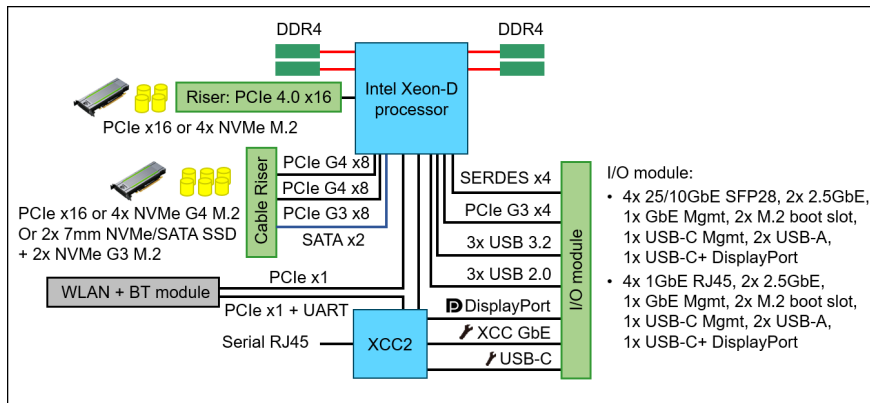 DDR4
DDR4
Intel Xeon-D
processor
Riser: PCIe 4.0 x16
PCIe x16 or 4x NVMe M.2
Cable Riser
PCIe G4 x8
PCIe G4 x8
PCIe G3 x8
SATA x2
PCIe x16 or 4x NVMe G4 M.2
Or 2x 7mm NVMe/SATA SSD
+ 2x NVMe G3 M.2
SERDES x4
PCIe G3 x4
3x USB 3.2
3x USB 2.0
DisplayPort
XCC GbE
USB-C
I/O module
PCIe x1
WLAN + BT module
PCIe x1 + UART
Serial RJ45
XCC2
I/O module:
• 4x 25/10GbE SFP28, 2x 2.5GbE,
1x GbE Mgmt, 2x M.2 boot slot,
1x USB-C Mgmt, 2x USB-A,
1x USB-C+ DisplayPort
• 4x 1GbE RJ45, 2x 2.5GbE,
1x GbE Mgmt, 2x M.2 boot slot,
1x USB-C Mgmt, 2x USB-A,
1x USB-C+ DisplayPort